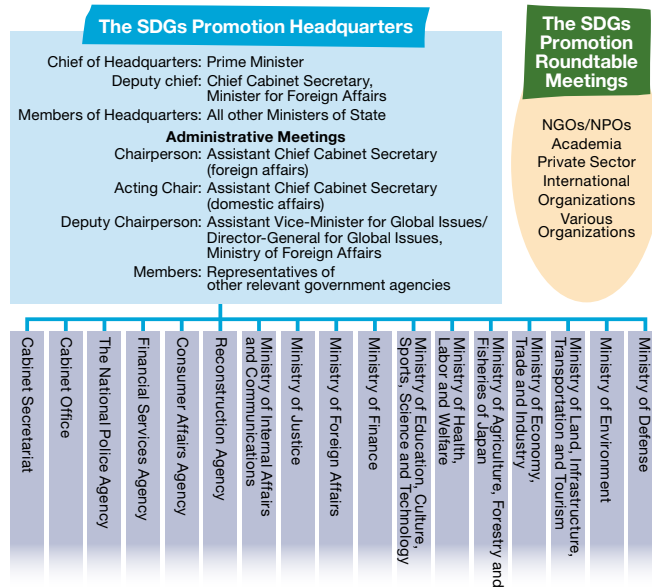 The SDGs Promotion Headquarters
Chief of Headquarters: Prime Minister
Deputy chief: Chief Cabinet Secretary,
Minister for Foreign Affairs
Members of Headquarters: All other Ministers of State
Administrative Meetings
Chairperson: Assistant Chief Cabinet Secretary
(foreign affairs)
Acting Chair: Assistant Chief Cabinet Secretary
(domestic affairs)
Deputy Chairperson: Assistant Vice-Minister for Global Issues/
Director-General for Global Issues,
Ministry of Foreign Affairs
Members: Representatives of
other relevant government agencies
The SDGs
Promotion
Roundtable
Meetings
NGOs/NPOs
Academia
Private Sector
International
Organizations
Various
Organizations
Cabinet Secretariat
Cabinet Office
The National Police Agency
Financial Services Agency
Consumer Affairs Agency
Reconstruction Agency
Ministry of Internal Affairs
and Communications
Ministry of Justice
Ministry of Foreign Affairs
Ministry of Finance
Ministry of Education, Culture,
Sports, Science and Technology
Ministry of Health,
Labor and Welfare
Ministry of Agriculture, Forestry and
Fisheries of Japan
Ministry of Economy,
Trade and Industry
Ministry of Land, Infrastructure,
Transportation and Tourism
Ministry of Environment
Ministry of Defense